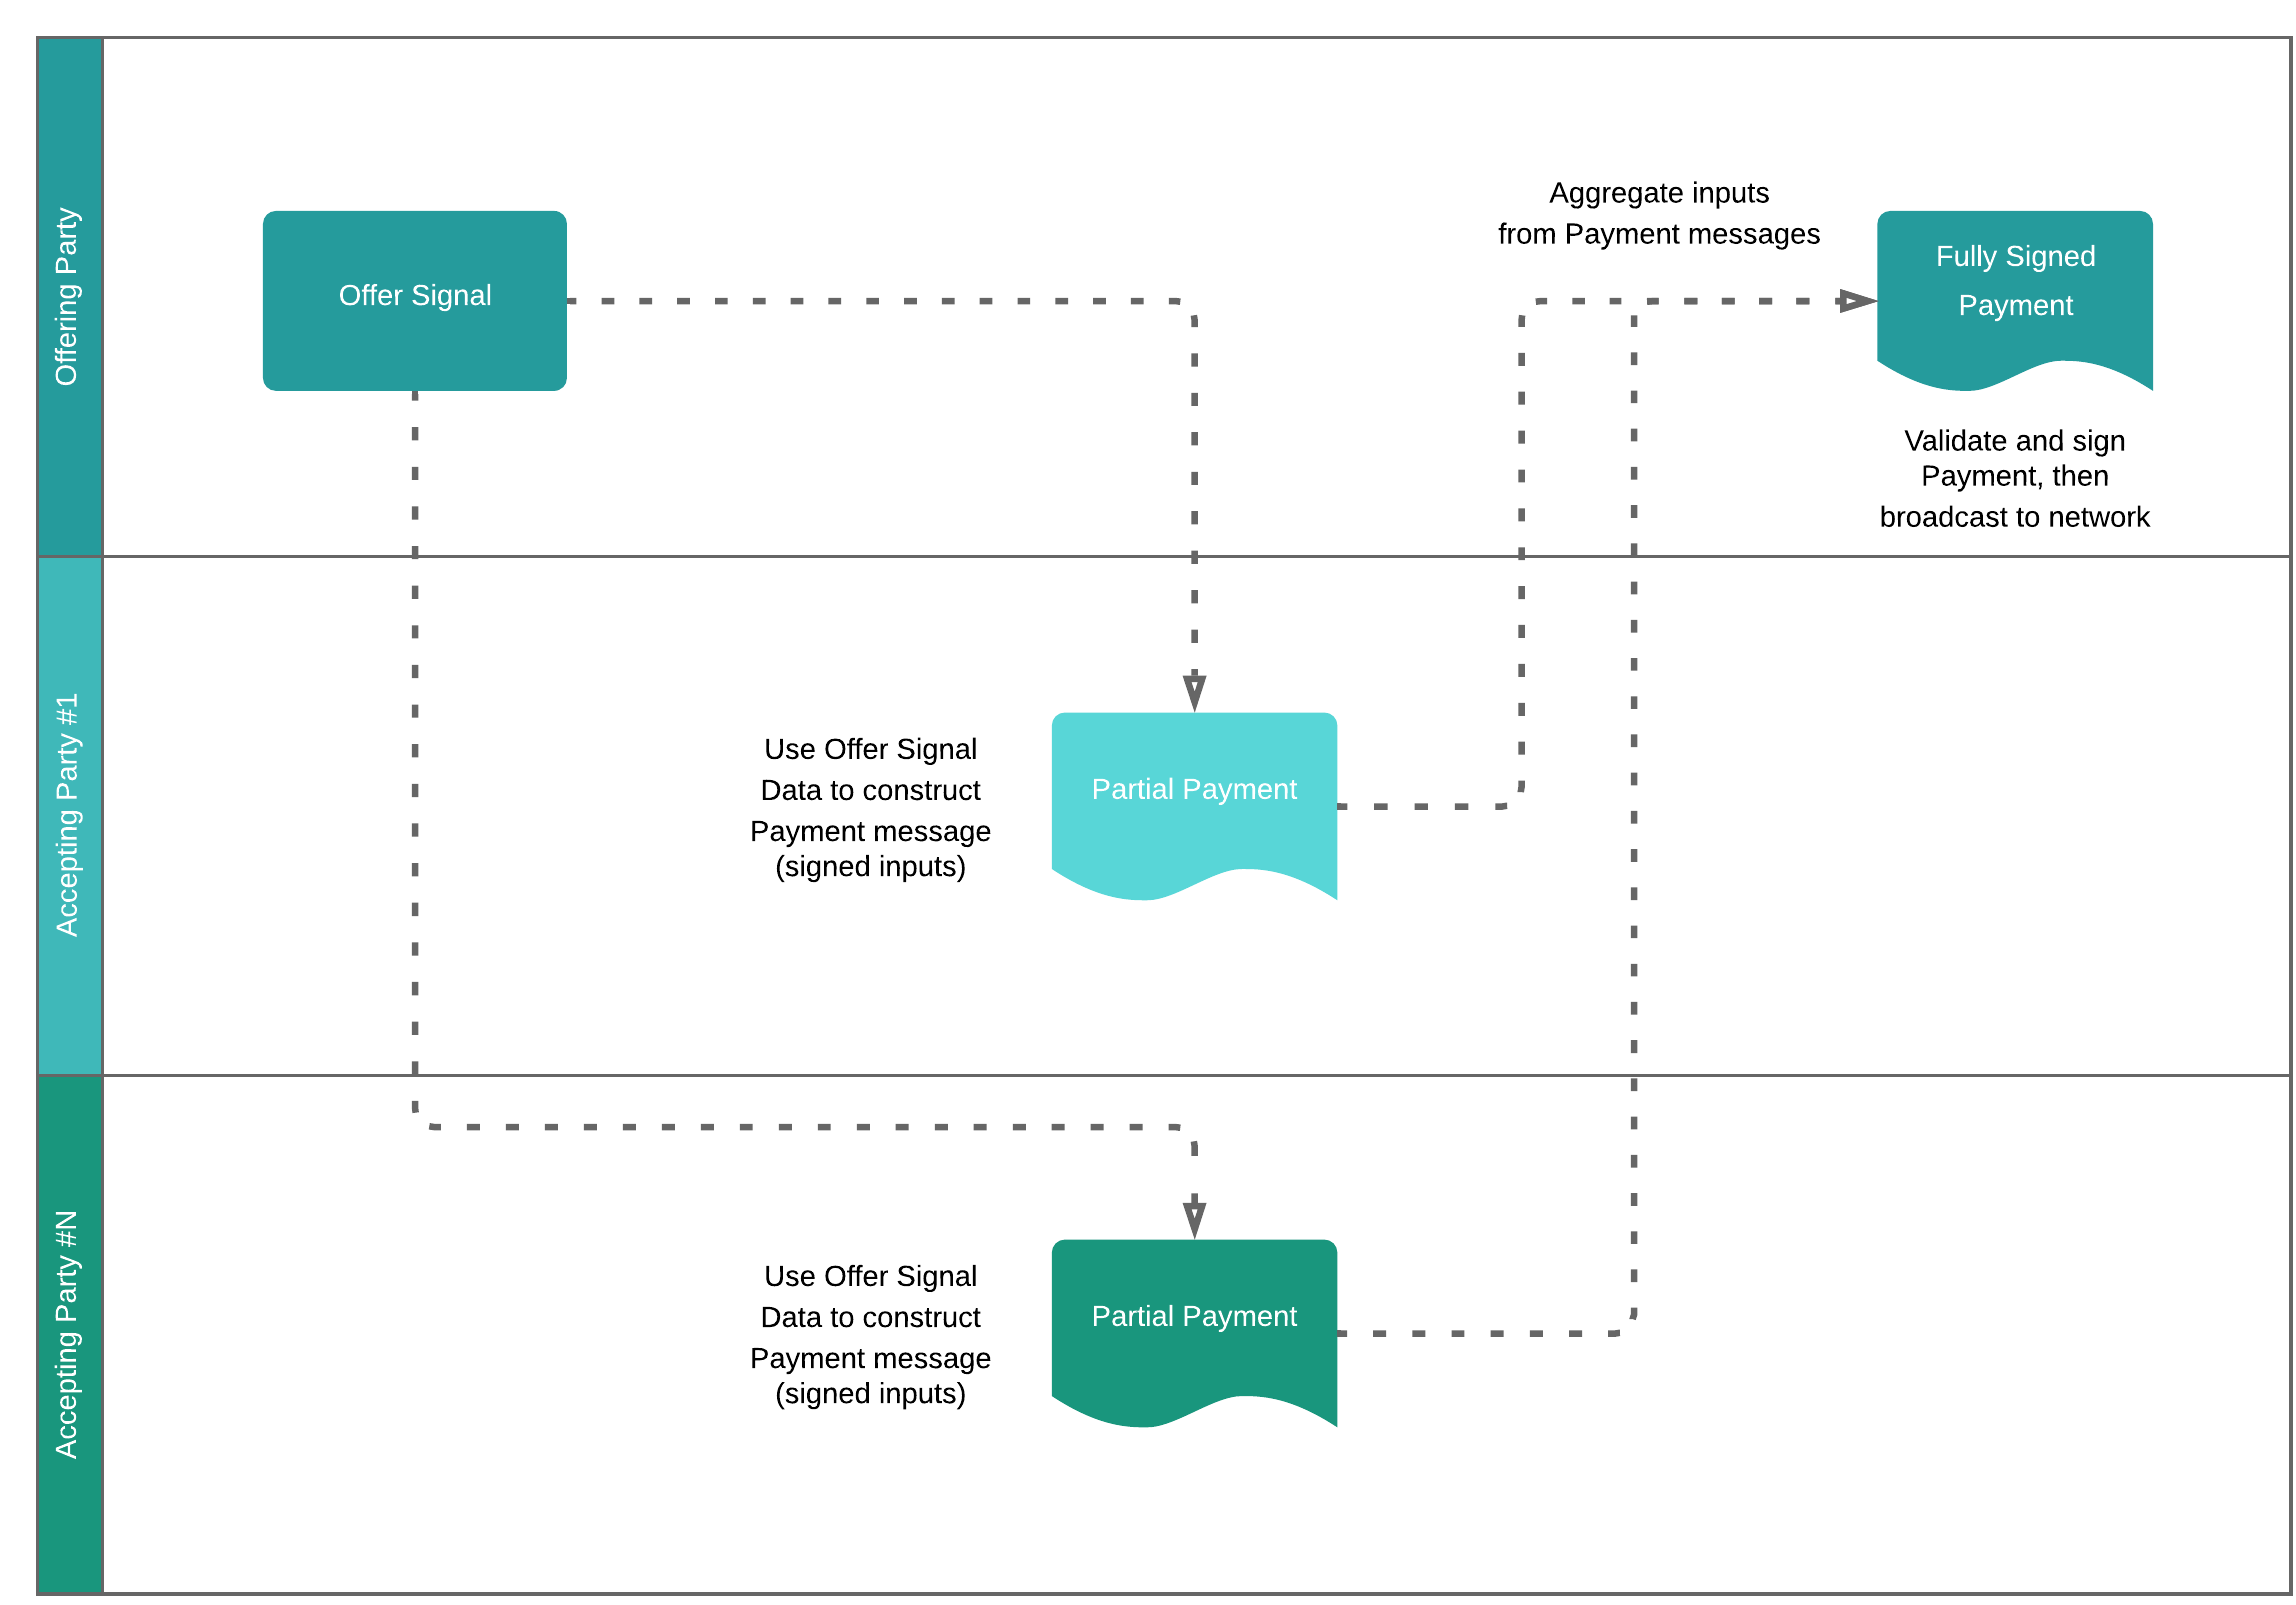 Offering Party
Offer Signal
Aggregate inputs
from Payment messages
Fully Signed
Payment
Validate and sign
Payment, then
broadcast to network
Accepting Party #1
Use Offer Signal
Data to construct
Payment message
(signed inputs)
Partial Payment
Accepting Party #N
Use Offer Signal
Data to construct
Payment message
(signed inputs)
Partial Payment